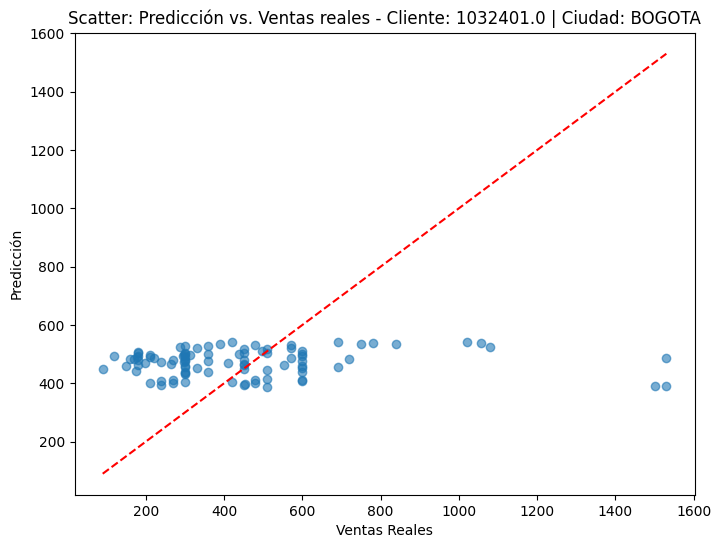 Scatter: Predicción vs. Ventas reales - Cliente: 1032401.0 | Ciudad: BOGOTA
1600
1400
1200
1000
800
600
400
200
Predicción
200 400 600 800 1000 1200 1400 1600
Ventas Reales